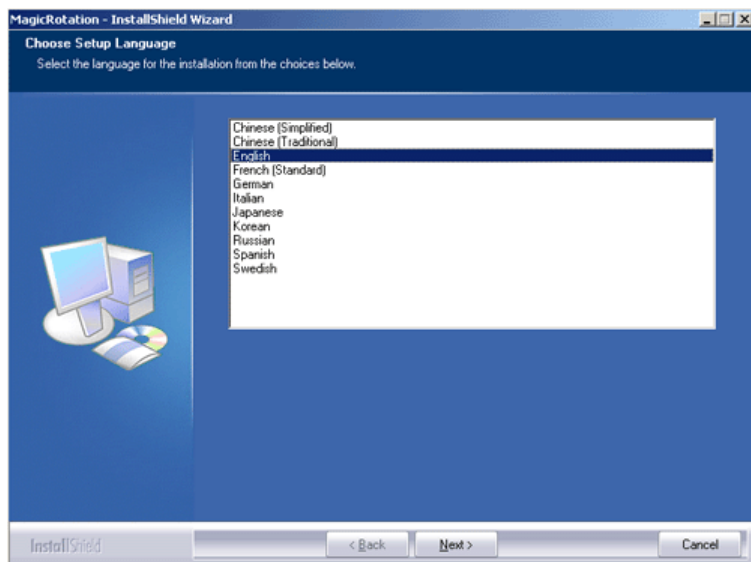 MagicRotation - InstallShield Wizard
Choose Setup Language
Select the language for the installation from the choices below.
Chinese (Simplified)
Chinese (Traditional)
English
French (Standard)
German
Italian
Japanese
Korean
Russian
Spanish
Swedish
InstallShield
< Back
Next >
Cancel